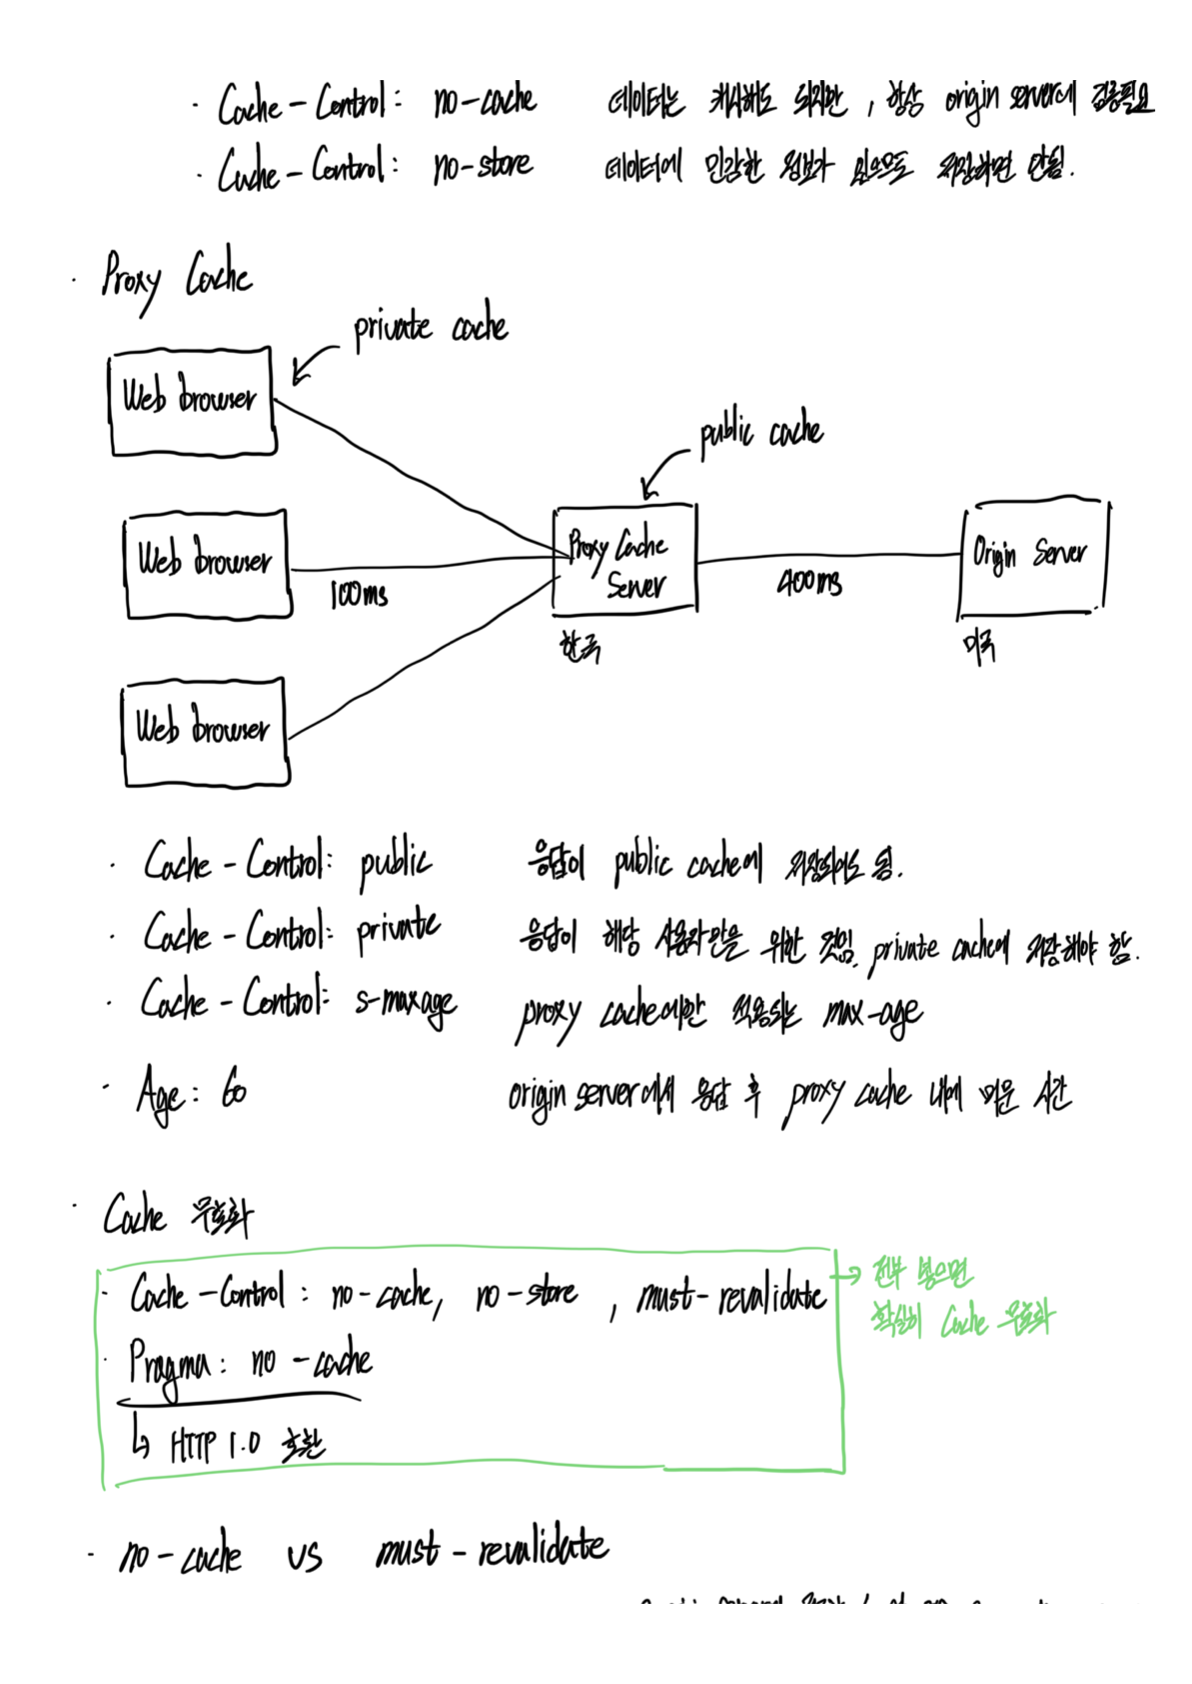 · Cache-Control: no-cache 데이터는 캐시해도 되지만, 항상 origin server에 검증필요
· Cache-Control: no-store 데이터에 민감한 정보가 있으므로 저장하면 안됨.
· Proxy Cache
private cache
Web browser
public cache
Web browser
100ms
Proxy Cache
Server
400ms
Origin Server
한국
미국
Web browser
· Cache-Control: public 응답이 public cache에 저장되어도 됨.
· Cache-Control: private 응답이 해당 사용자만을 위한 것임. private cache에 저장해야 함.
· Cache-Control: s-maxage proxy cache에만 적용되는 max-age
· Age: 60 origin server에서 응답 후 proxy cache 내에 머문 시간
· Cache 무효화
· Cache-Control: no-cache, no-store, must-revalidate
→ 전부 넣으면
확실히 Cache 무효화
· Pragma: no-cache
↳ HTTP 1.0 호환
- no-cache vs must-revalidate